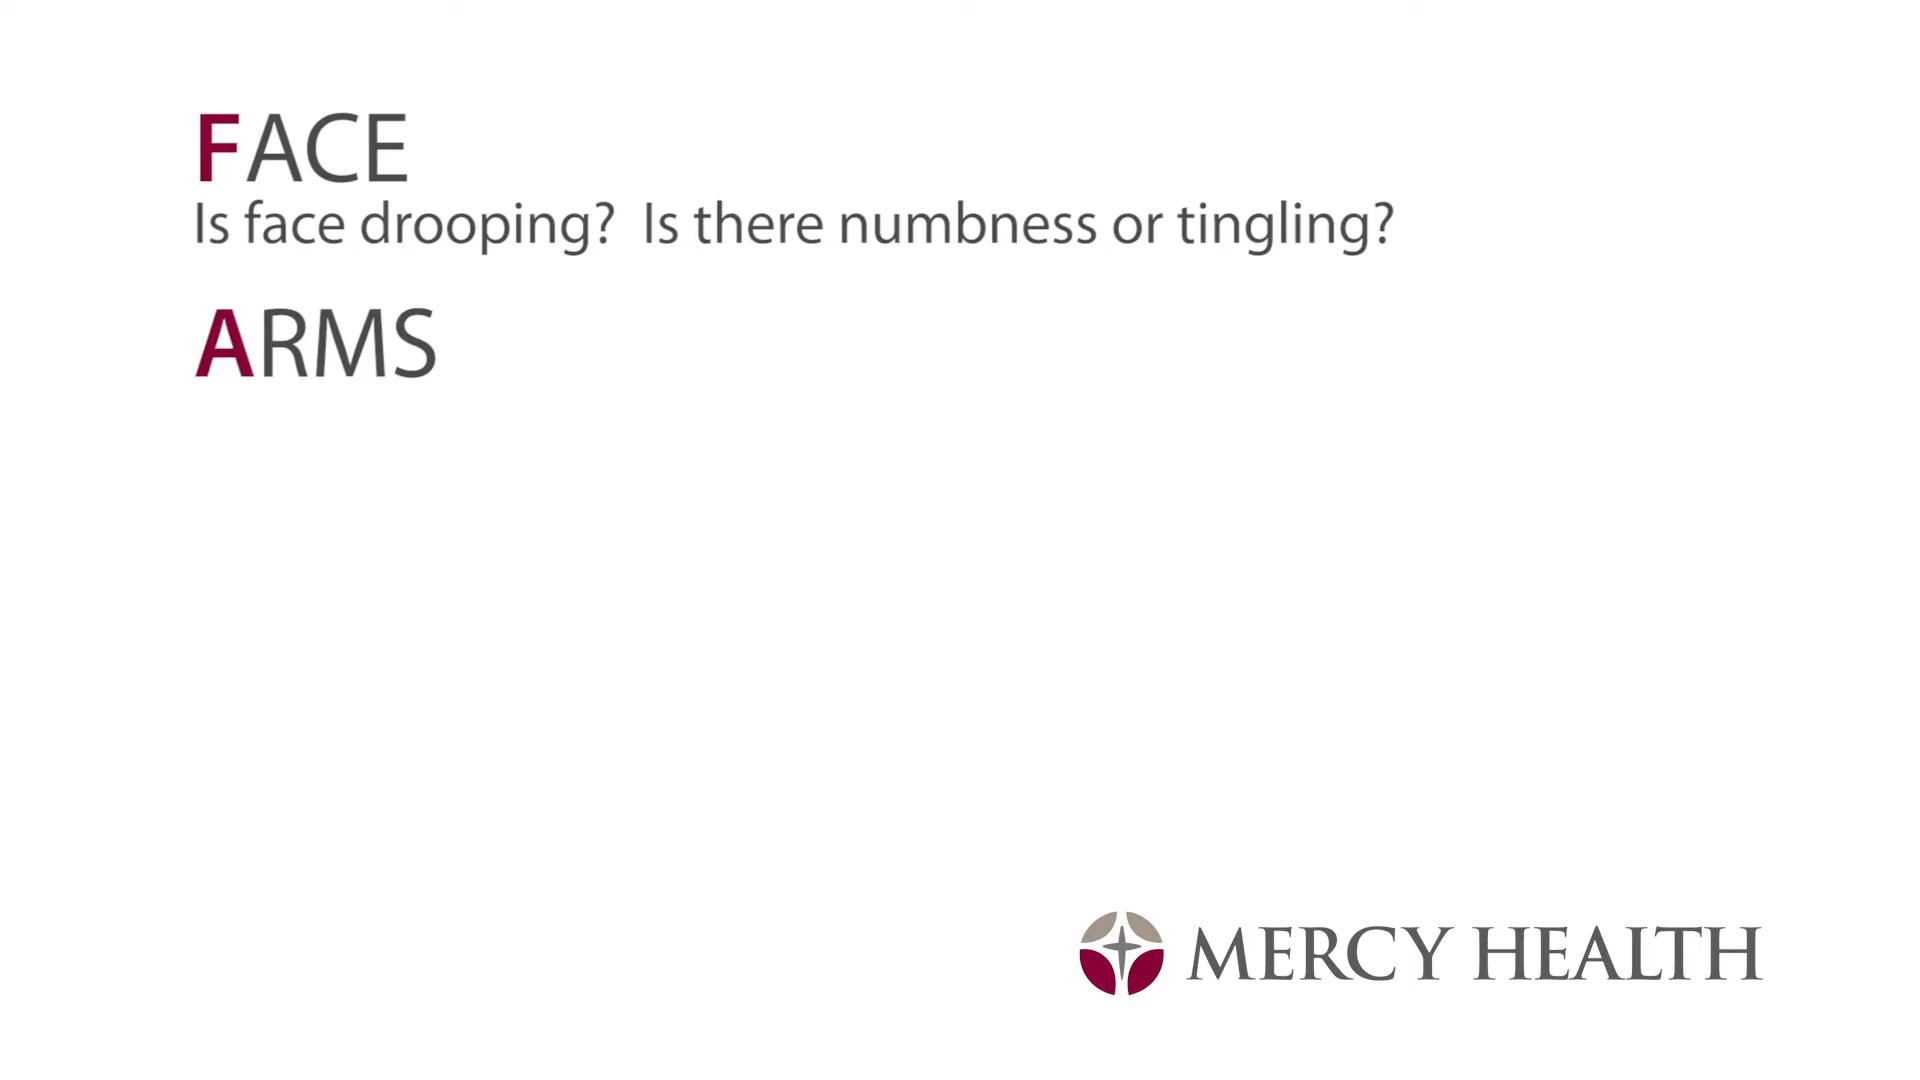 FACE
Is face drooping?  Is there numbness or tingling?
ARMS
MERCY HEALTH